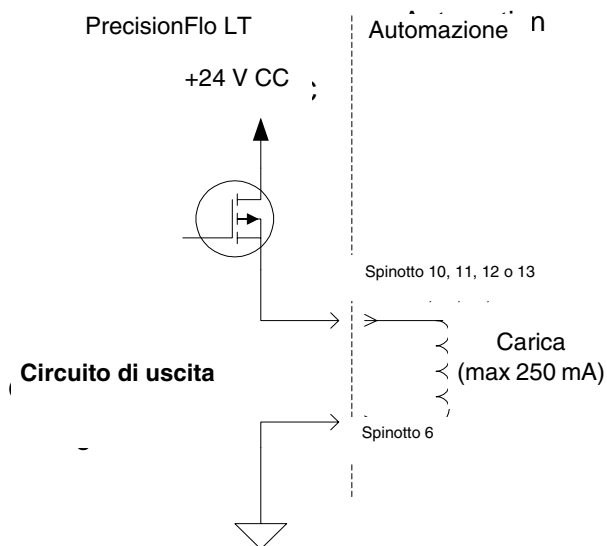 PrecisionFlo LT
Automazione
+24 V CC
Spinotto 10, 11, 12 o 13
Carica
(max 250 mA)
Circuito di uscita
Spinotto 6